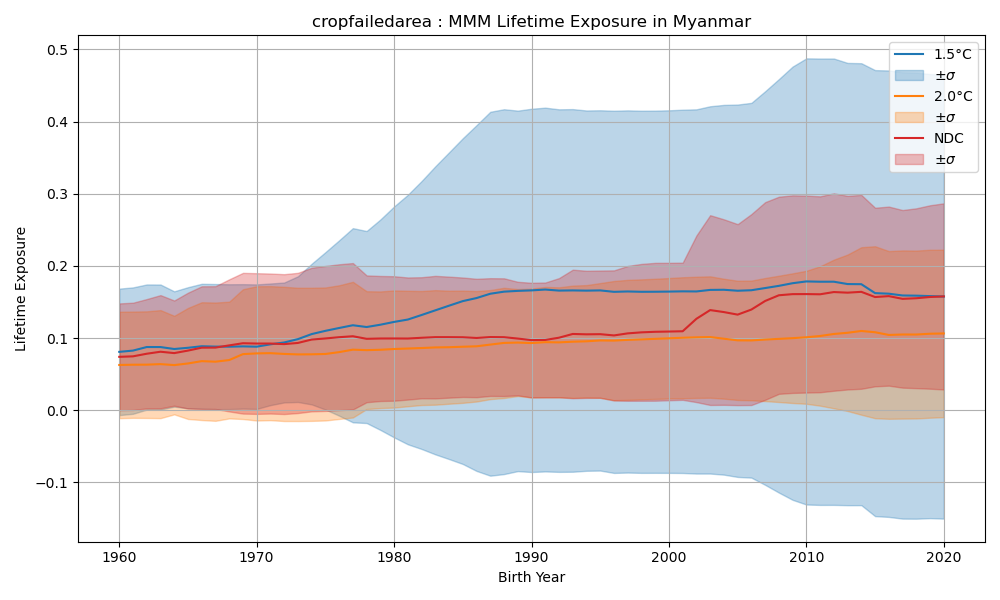 cropfailedarea : MMM Lifetime Exposure in Myanmar
0.5
0.4
0.3
0.2
0.1
0.0
−0.1
Lifetime Exposure
1960
1970
1980
1990
2000
2010
2020
Birth Year
1.5°C
±σ
2.0°C
±σ
NDC
±σ